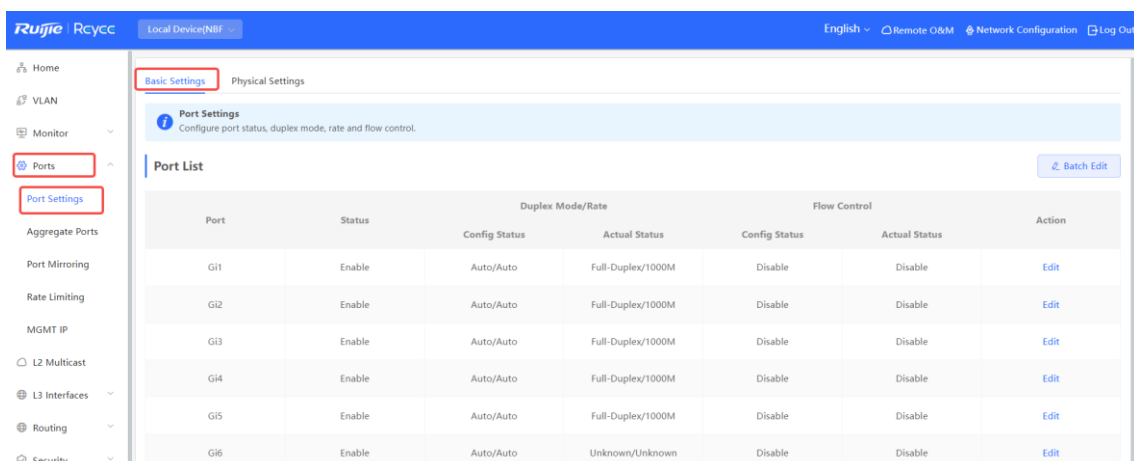 Ruijie | Rcycc Local Device(NBF English Remote O&M Network Configuration Log Out
Home
VLAN
Monitor
Ports
Port Settings
Aggregate Ports
Port Mirroring
Rate Limiting
MGMT IP
L2 Multicast
L3 Interfaces
Routing
Security
Basic Settings Physical Settings
Port Settings
Configure port status, duplex mode, rate and flow control.
Port List Batch Edit
Port Status Duplex Mode/Rate Flow Control Action
Config Status Actual Status Config Status Actual Status
Gi1 Enable Auto/Auto Full-Duplex/1000M Disable Disable Edit
Gi2 Enable Auto/Auto Full-Duplex/1000M Disable Disable Edit
Gi3 Enable Auto/Auto Full-Duplex/1000M Disable Disable Edit
Gi4 Enable Auto/Auto Full-Duplex/1000M Disable Disable Edit
Gi5 Enable Auto/Auto Full-Duplex/1000M Disable Disable Edit
Gi6 Enable Auto/Auto Unknown/Unknown Disable Disable Edit